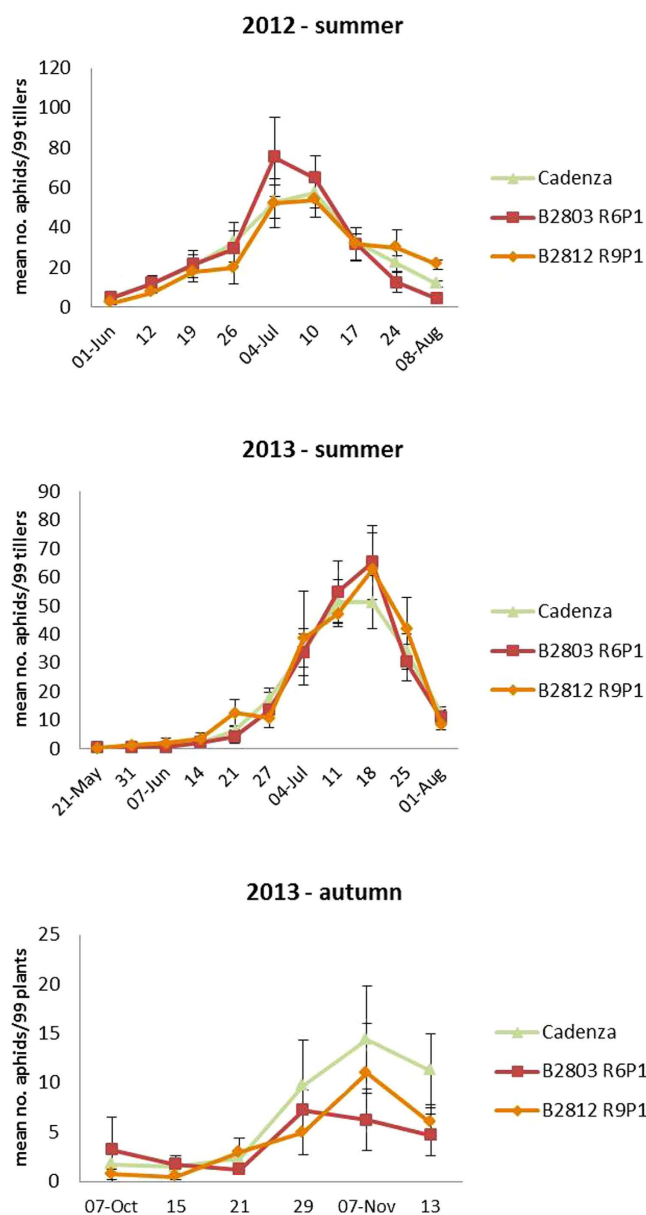 2012 - summer
mean no. aphids/99 tillers
120
100
80
60
40
20
0
01-Jun 12 19 26 04-Jul 10 17 24 08-Aug
Cadenza
B2803 R6P1
B2812 R9P1
2013 - summer
mean no. aphids/99 tillers
90
80
70
60
50
40
30
20
10
0
21-May 31 07-Jun 14 21 27 04-Jul 11 18 25 01-Aug
Cadenza
B2803 R6P1
B2812 R9P1
2013 - autumn
mean no. aphids/99 plants
25
20
15
10
5
0
07-Oct 15 21 29 07-Nov 13
Cadenza
B2803 R6P1
B2812 R9P1